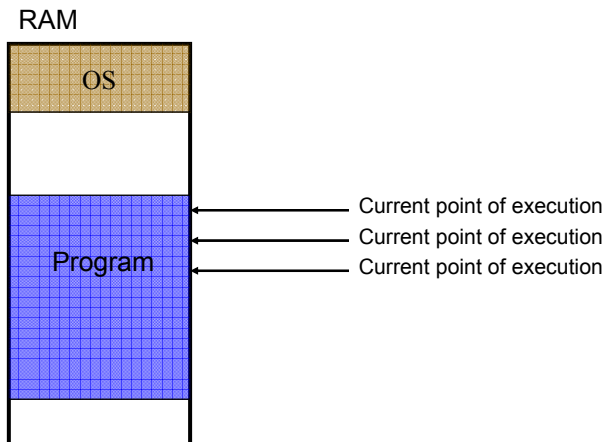 RAM
OS
Current point of execution
Current point of execution
Program
Current point of execution